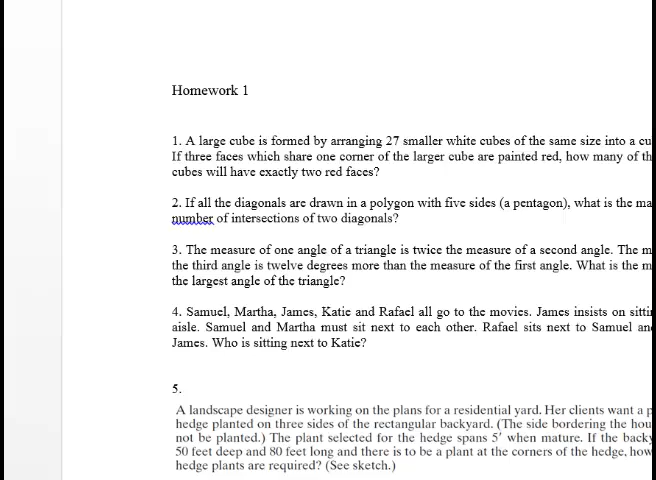 Homework 1
1. A large cube is formed by arranging 27 smaller white cubes of the same size into a
If three faces which share one corner of the larger cube are painted red, how many of
cubes will have exactly two red faces?
2. If all the diagonals are drawn in a polygon with five sides (a pentagon), what is the
number of intersections of two diagonals?
3. The measure of one angle of a triangle is twice the measure of a second angle. The
the third angle is twelve degrees more than the measure of the first angle. What is the
the largest angle of the triangle?
4. Samuel, Martha, James, Katie and Rafael all go to the movies. James insists on
aisle. Samuel and Martha must sit next to each other. Rafael sits next to Samuel
James. Who is sitting next to Katie?
5.
A landscape designer is working on the plans for a residential yard. Her clients want a
hedge planted on three sides of the rectangular backyard. (The side bordering the
not be planted.) The plant selected for the hedge spans 5' when mature. If the
50 feet deep and 80 feet long and there is to be a plant at the corners of the hedge, how
hedge plants are required? (See sketch.)